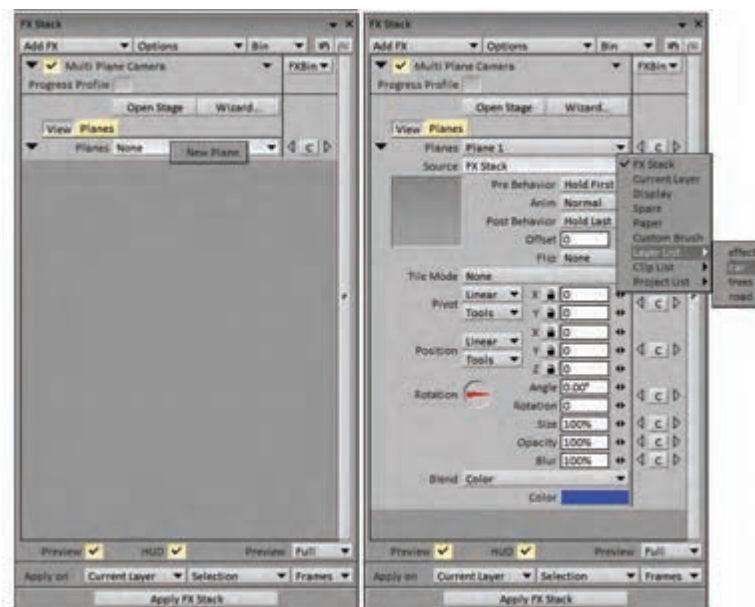 FX Stack
Add FX Options Bin
Multi Plane Camera FXBin
Progress Profile
Open Stage Wizard...
View Planes
Planes None C
New Plane
Preview HUD Preview Full
Apply on Current Layer Selection Frames
Apply FX Stack
FX Stack
Add FX Options Bin
Multi Plane Camera FXBin
Progress Profile
Open Stage Wizard...
View Planes
Planes Plane 1 C
Source FX Stack
Pre Behavior Hold First
Anim Normal
Post Behavior Hold Last
Offset 0
Flip None
Tile Mode None
Pivot Linear X 0
Tools Y 0 C
Position Linear X 0
Tools Y 0 C
Z 0
Rotation Angle 0.00° C
Rotation 0
Size 100% C
Opacity 100% C
Blur 100% C
Blend Color
Color
Preview HUD Preview Full
Apply on Current Layer Selection Frames
Apply FX Stack
FX Stack
Current Layer
Display
Spare
Paper
Custom Brush
Layer List
Clip List
Project List
effect
trees
road